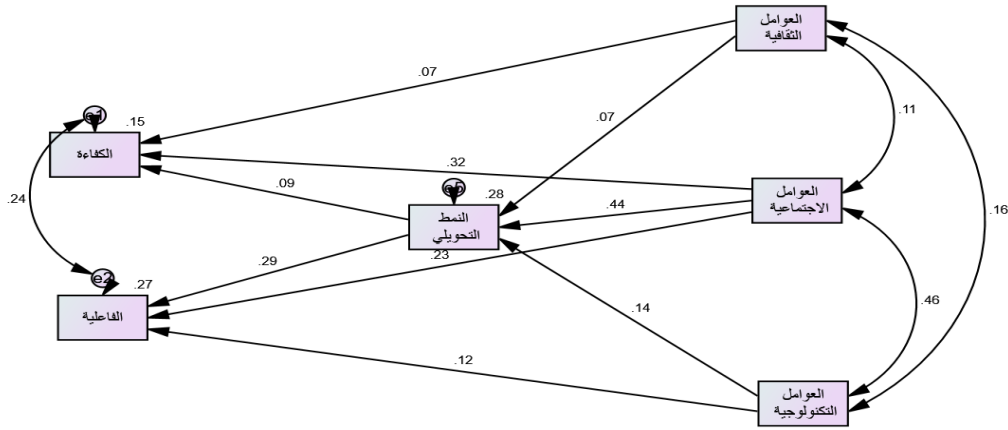 العوامل
الثقافية
.07
.07
.11
e1
.15
الكفاءة
.32
العوامل
الاجتماعية
.09
e5
.28
.44
النمط
التحويلي
.24
.16
.29
.23
e2
.27
الفاعلية
.14
.46
.12
العوامل
التكنولوجية